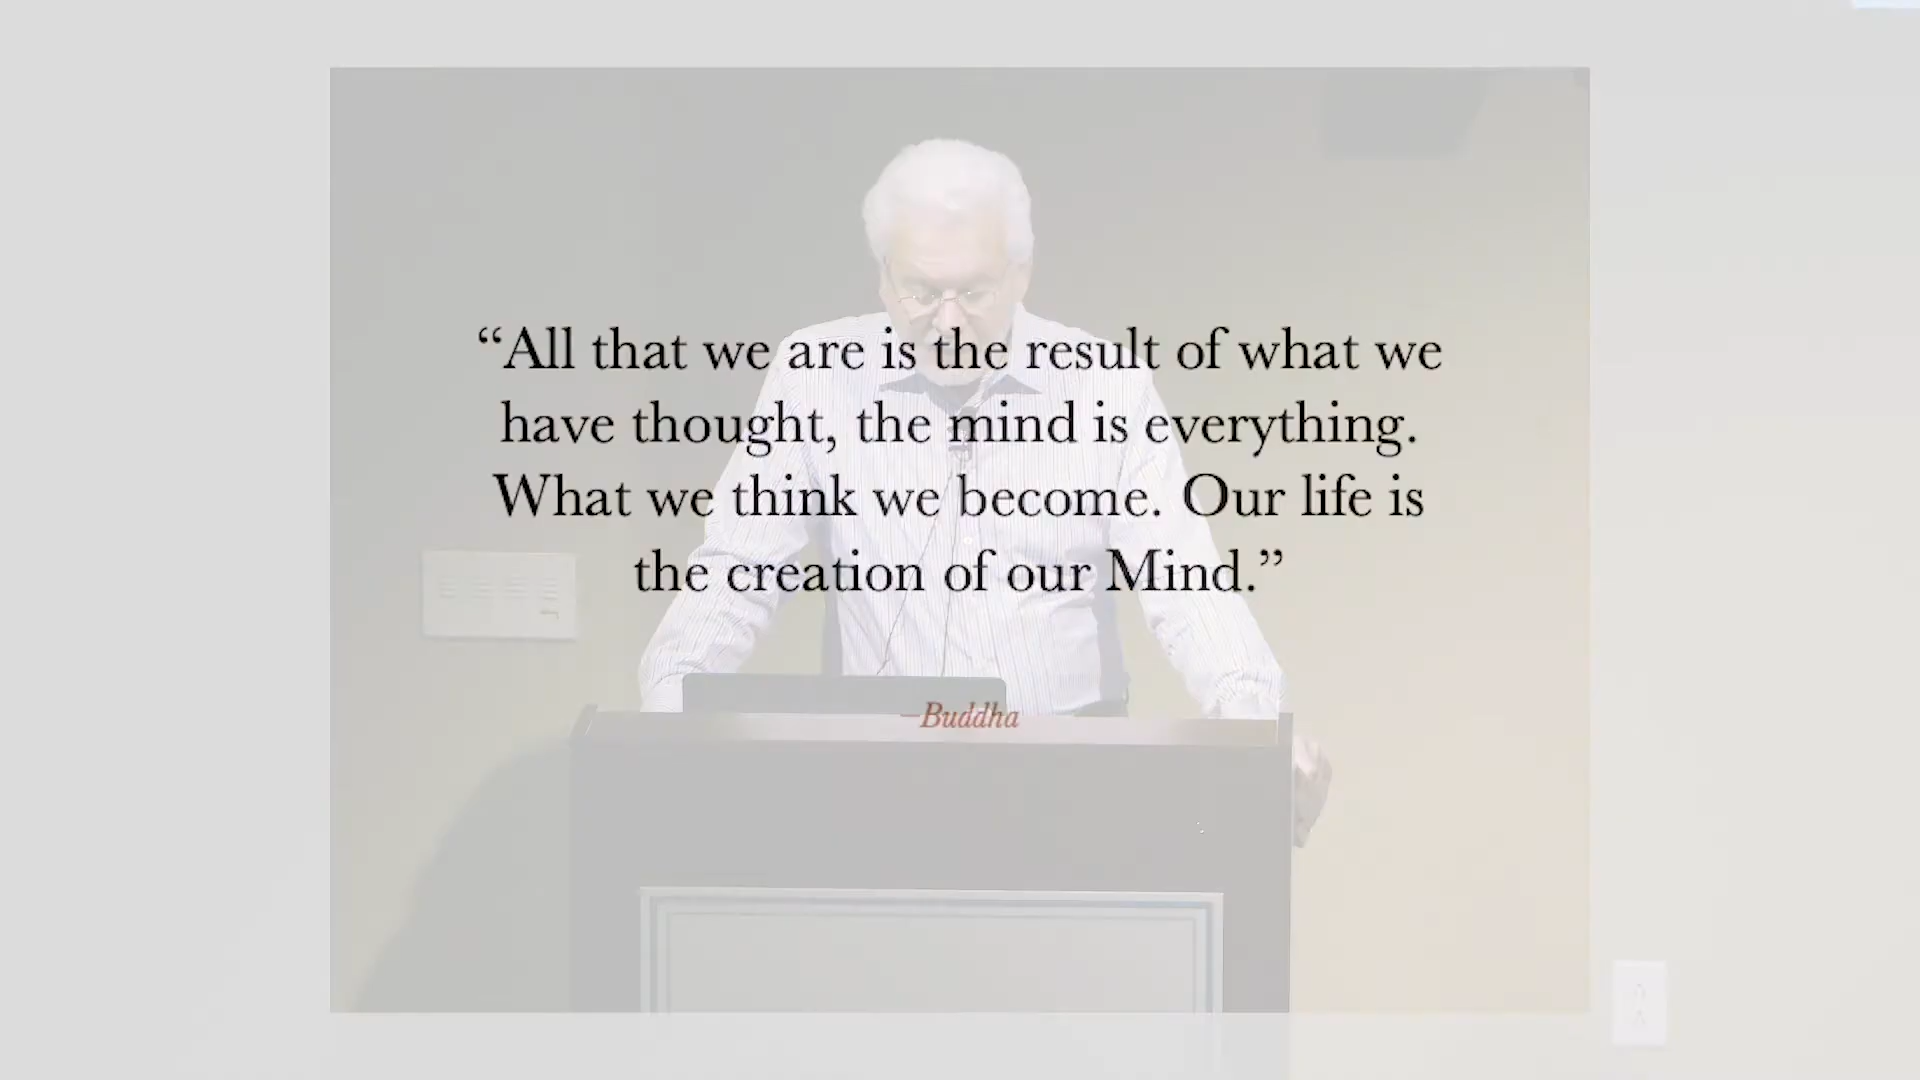 “All that we are is the result of what we
have thought, the mind is everything.
What we think we become. Our life is
the creation of our Mind.”
–Buddha